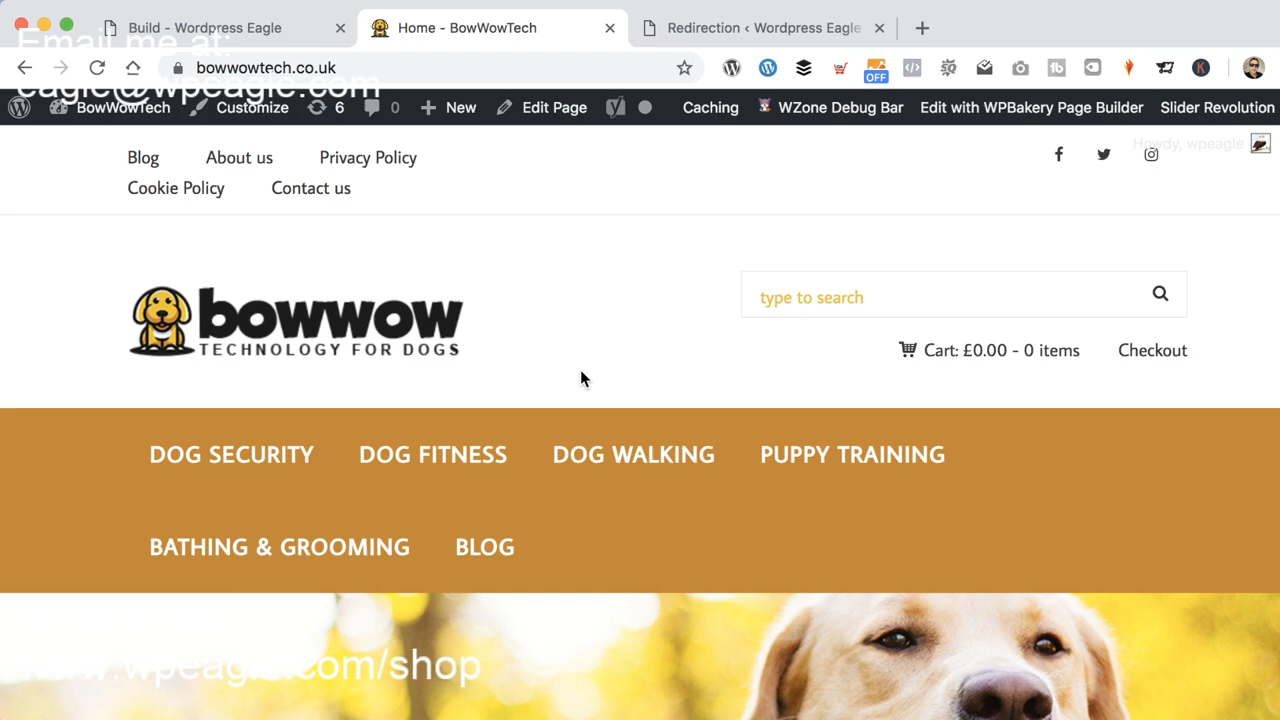 Build - Wordpress Eagle
Home - BowWowTech
Redirection ‹ Wordpress Eagle
Email me at:
bowwowtech.co.uk
OFF
eagle@wpeagle.com
BowWowTech Customize 6 0 New Edit Page Caching WZone Debug Bar Edit with WPBakery Page Builder Slider Revolution
Howdy, wpeagle
Blog About us Privacy Policy
Cookie Policy Contact us
bowwow
TECHNOLOGY FOR DOGS
type to search
Cart: £0.00 - 0 items Checkout
DOG SECURITY DOG FITNESS DOG WALKING PUPPY TRAINING
BATHING & GROOMING BLOG
www.wpeagle.com/shop